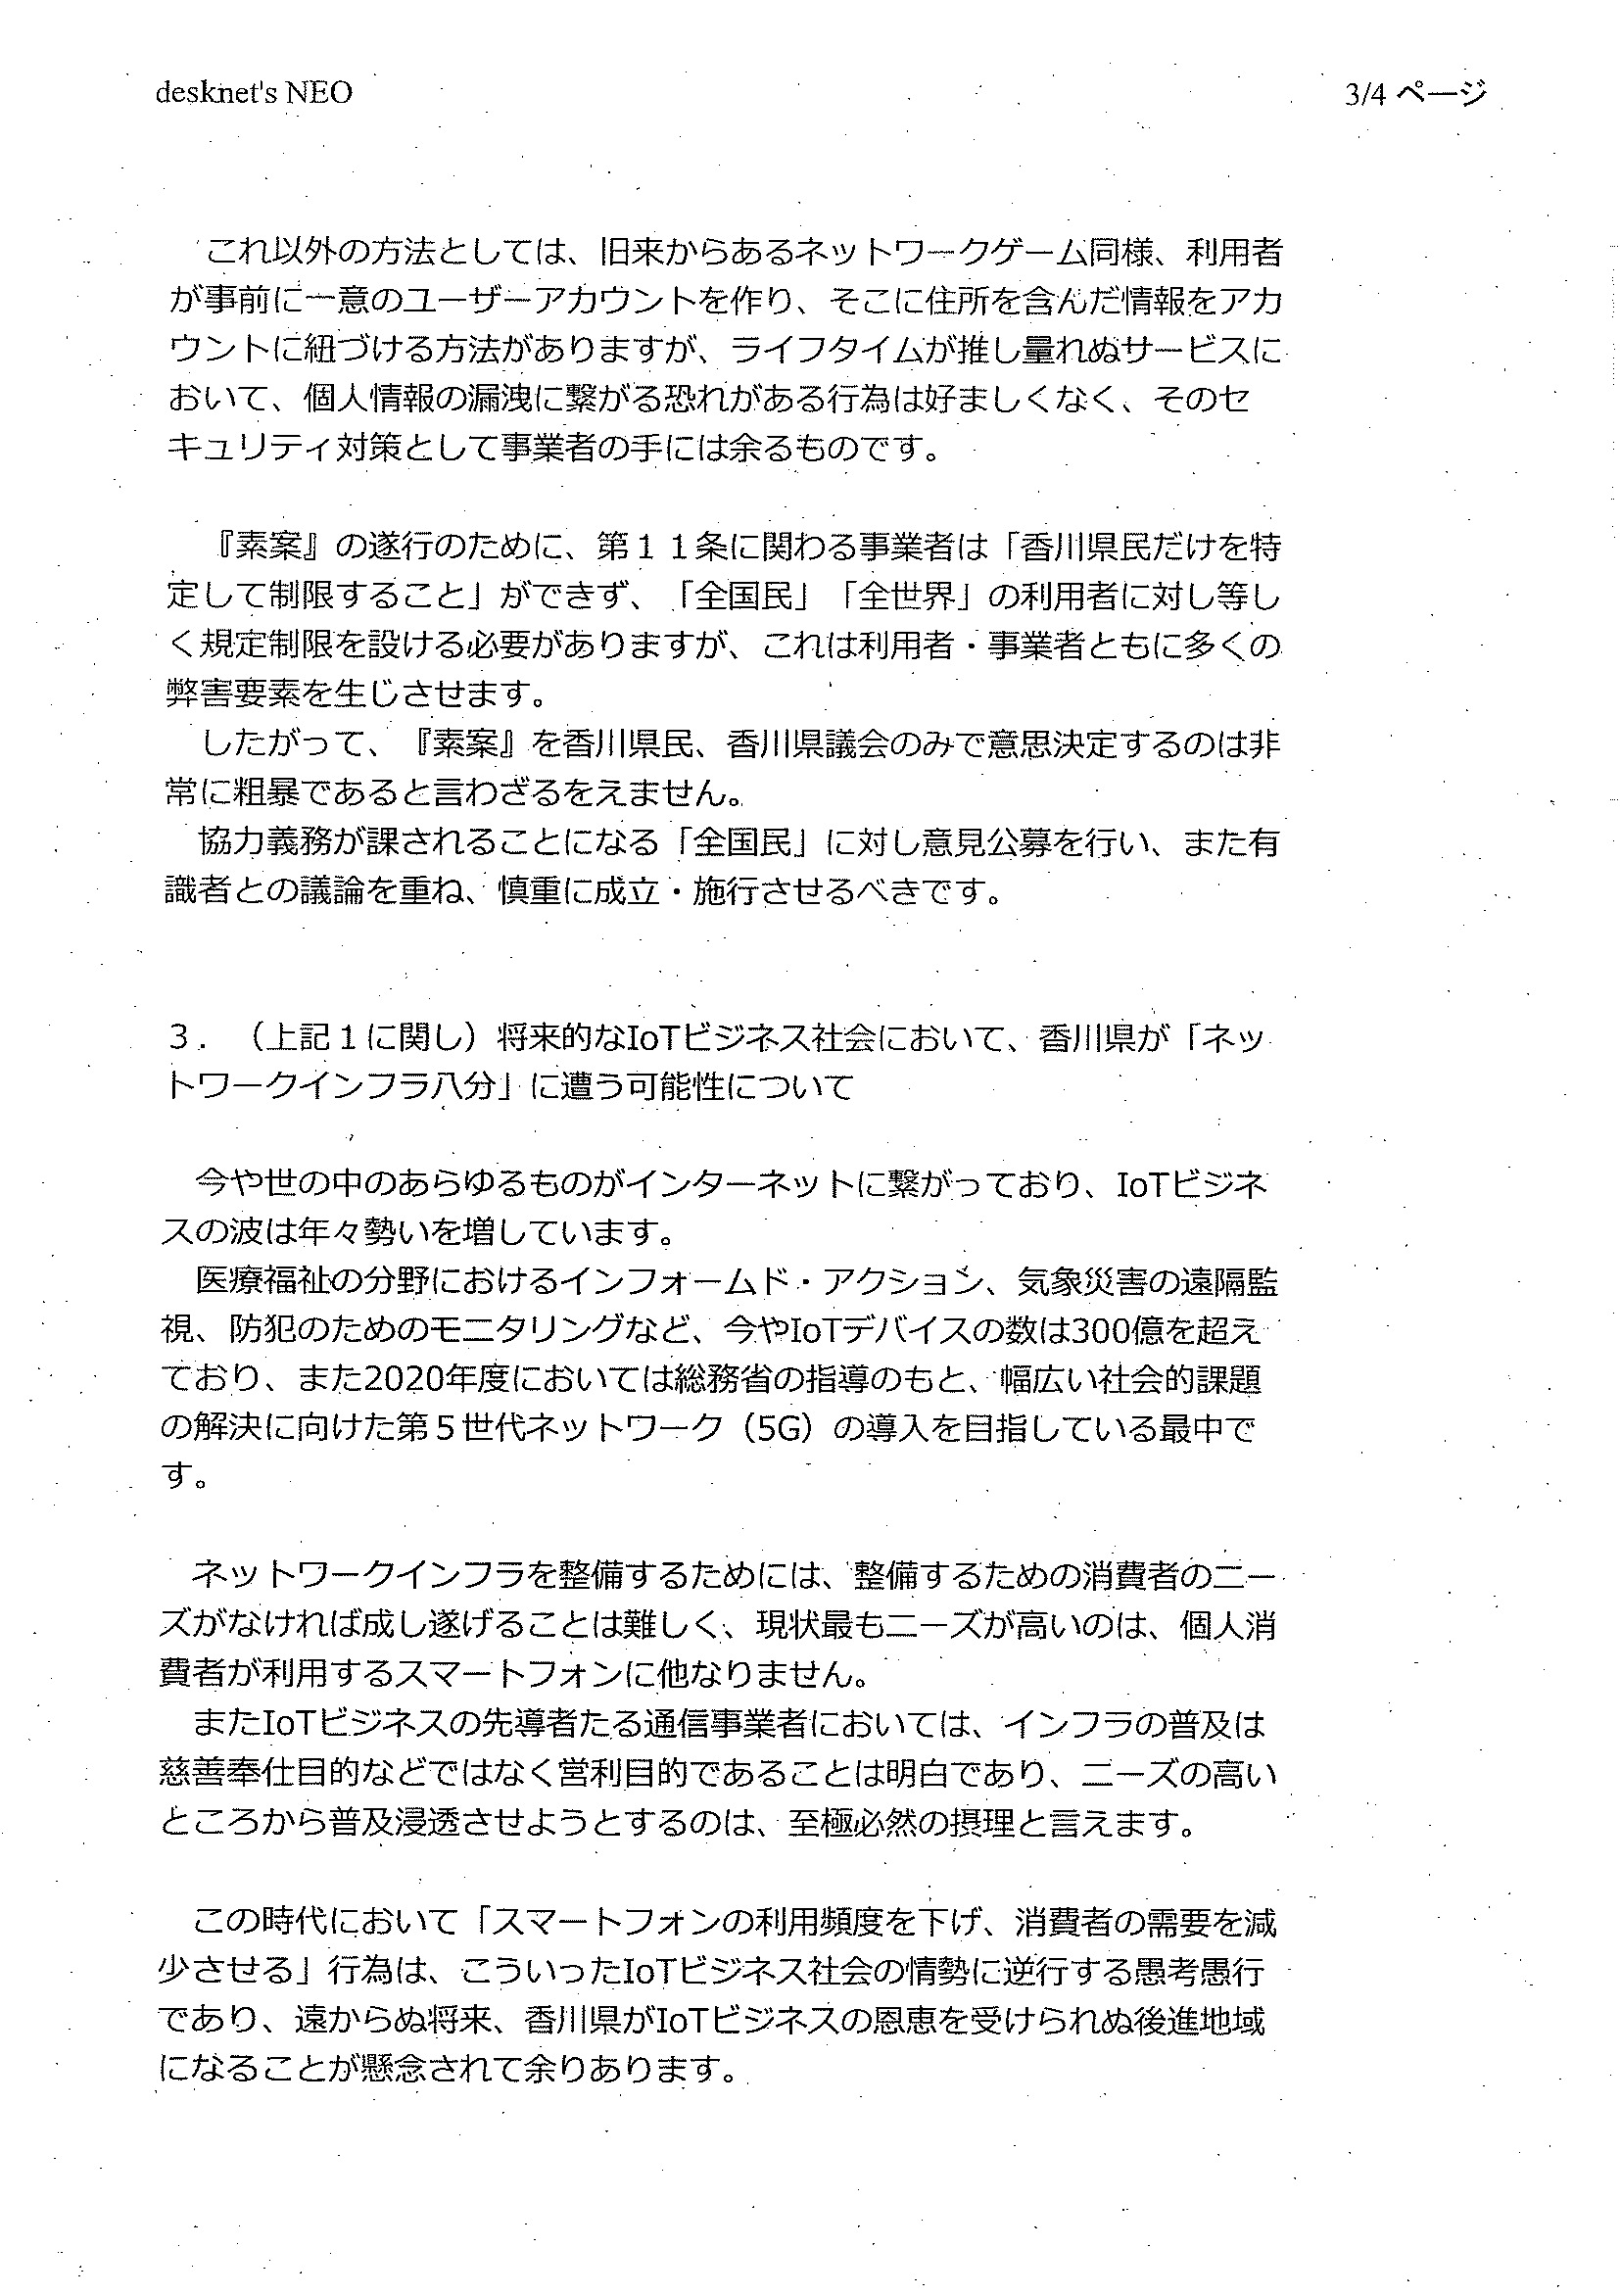 desknet's NEO
3/4 ページ
これ以外の方法としては、旧来からあるネットワークゲーム同様、利用者
が事前に一意のユーザーアカウントを作り、そこに住所を含んだ情報をアカ
ウントに紐づける方法がありますが、ライフタイムが推し量れぬサービスに
おいて、個人情報の漏洩に繋がる恐れがある行為は好ましくなく、そのセ
キュリティ対策として事業者の手には余るものです。
『素案』の遂行のために、第１１条に関わる事業者は「香川県民だけを特
定して制限すること」ができず、「全国民」「全世界」の利用者に対し等し
く規定制限を設ける必要がありますが、これは利用者・事業者ともに多くの
弊害要素を生じさせます。
したがって、『素案』を香川県民、香川県議会のみで意思決定するのは非
常に粗暴であると言わざるをえません。
協力義務が課されることになる「全国民」に対し意見公募を行い、また有
識者との議論を重ね、慎重に成立・施行させるべきです。
３．（上記１に関し）将来的なIoTビジネス社会において、香川県が「ネッ
トワークインフラ八分」に遭う可能性について
今や世の中のあらゆるものがインターネットに繋がっており、IoTビジネ
スの波は年々勢いを増しています。
医療福祉の分野におけるインフォームド・アクション、気象災害の遠隔監
視、防犯のためのモニタリングなど、今やIoTデバイスの数は300億を超え
ており、また2020年度においては総務省の指導のもと、幅広い社会的課題
の解決に向けた第５世代ネットワーク（5G）の導入を目指している最中で
す。
ネットワークインフラを整備するためには、整備するための消費者のニー
ズがなければ成し遂げることは難しく、現状最もニーズが高いのは、個人消
費者が利用するスマートフォンに他なりません。
またIoTビジネスの先導者たる通信事業者においては、インフラの普及は
慈善奉仕目的などではなく営利目的であることは明白であり、ニーズの高い
ところから普及浸透させようとするのは、至極必然の摂理と言えます。
この時代において「スマートフォンの利用頻度を下げ、消費者の需要を減
少させる」行為は、こういったIoTビジネス社会の情勢に逆行する愚考愚行
であり、遠からぬ将来、香川県がIoTビジネスの恩恵を受けられぬ後進地域
になることが懸念されて余りあります。